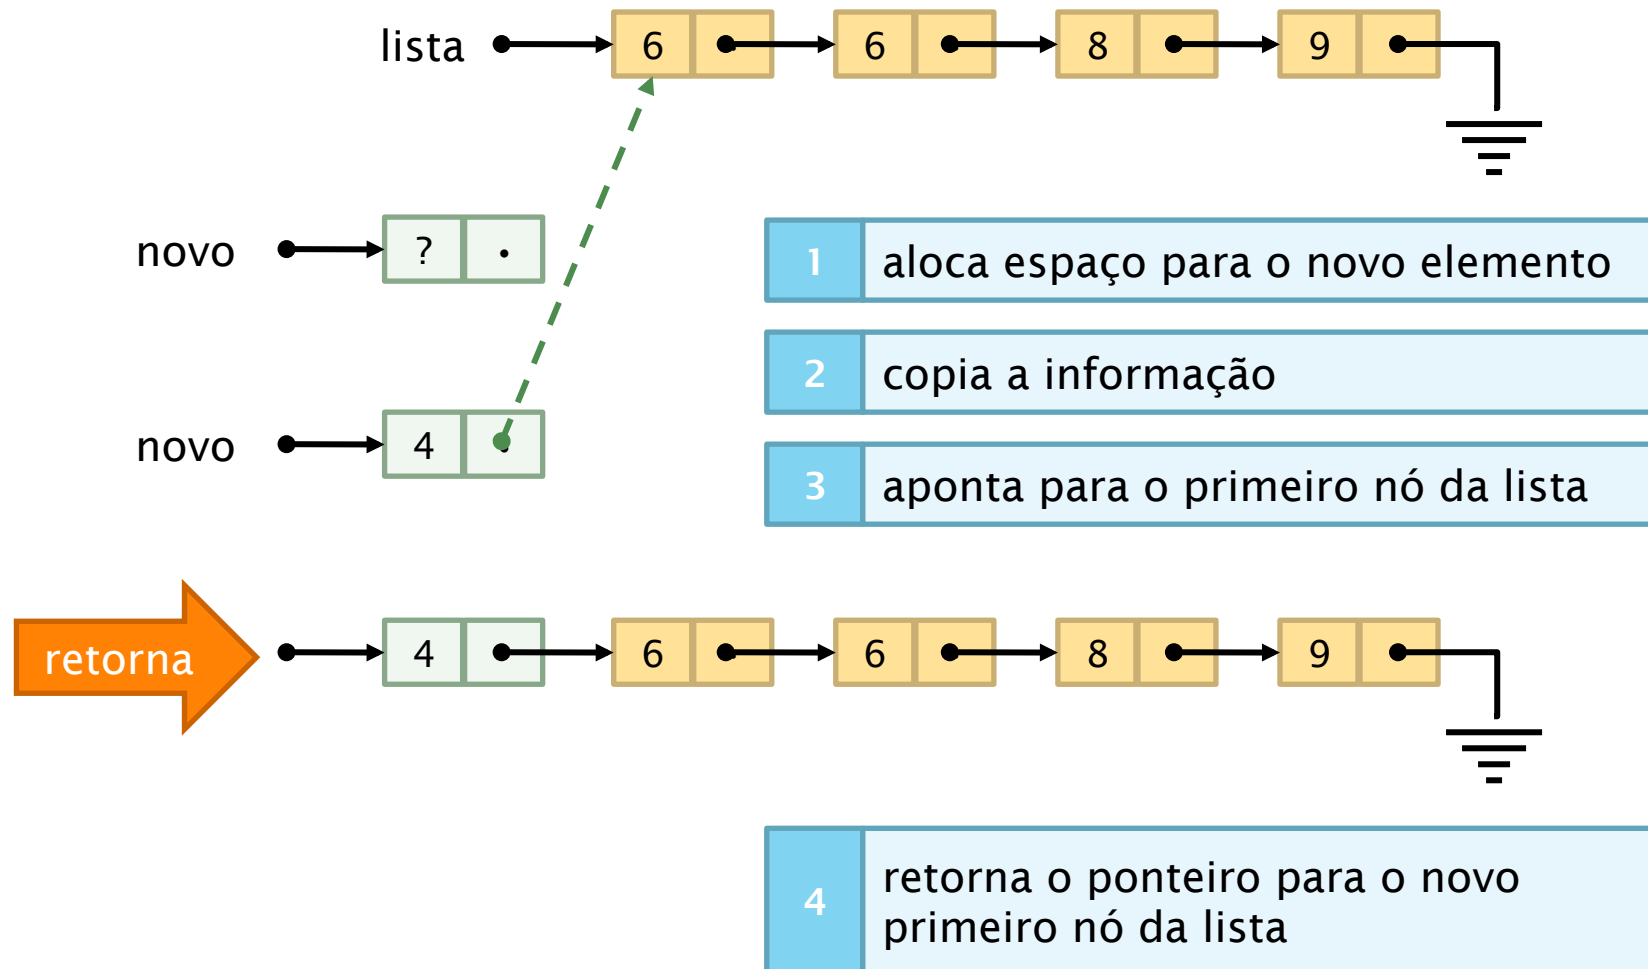 lista 6 6 8 9
novo ? .
1 aloca espaço para o novo elemento
2 copia a informação
novo 4
3 aponta para o primeiro nó da lista
retorna 4 6 6 8 9
4 retorna o ponteiro para o novo
primeiro nó da lista